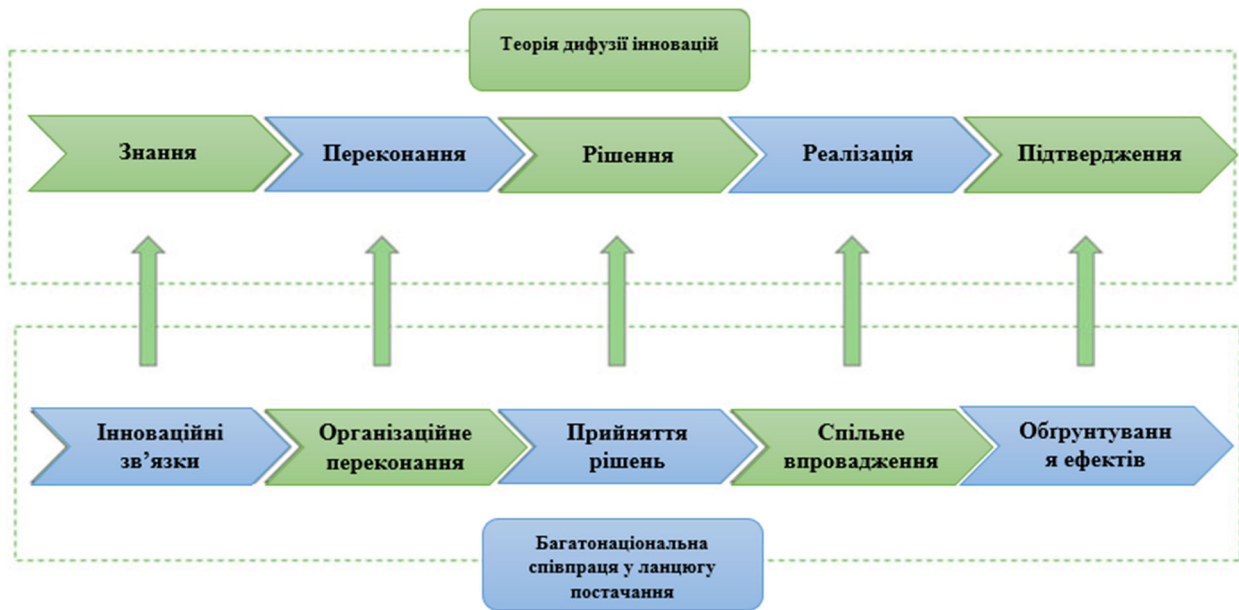 Теорія дифузії інновацій
Знання
Переконання
Рішення
Реалізація
Підтвердження
Інноваційні
зв’язки
Організаційне
переконання
Прийняття
рішень
Спільне
впровадження
Обґрунтуванн
я ефектів
Багатонаціональна
співпраця у ланцюгу
постачання